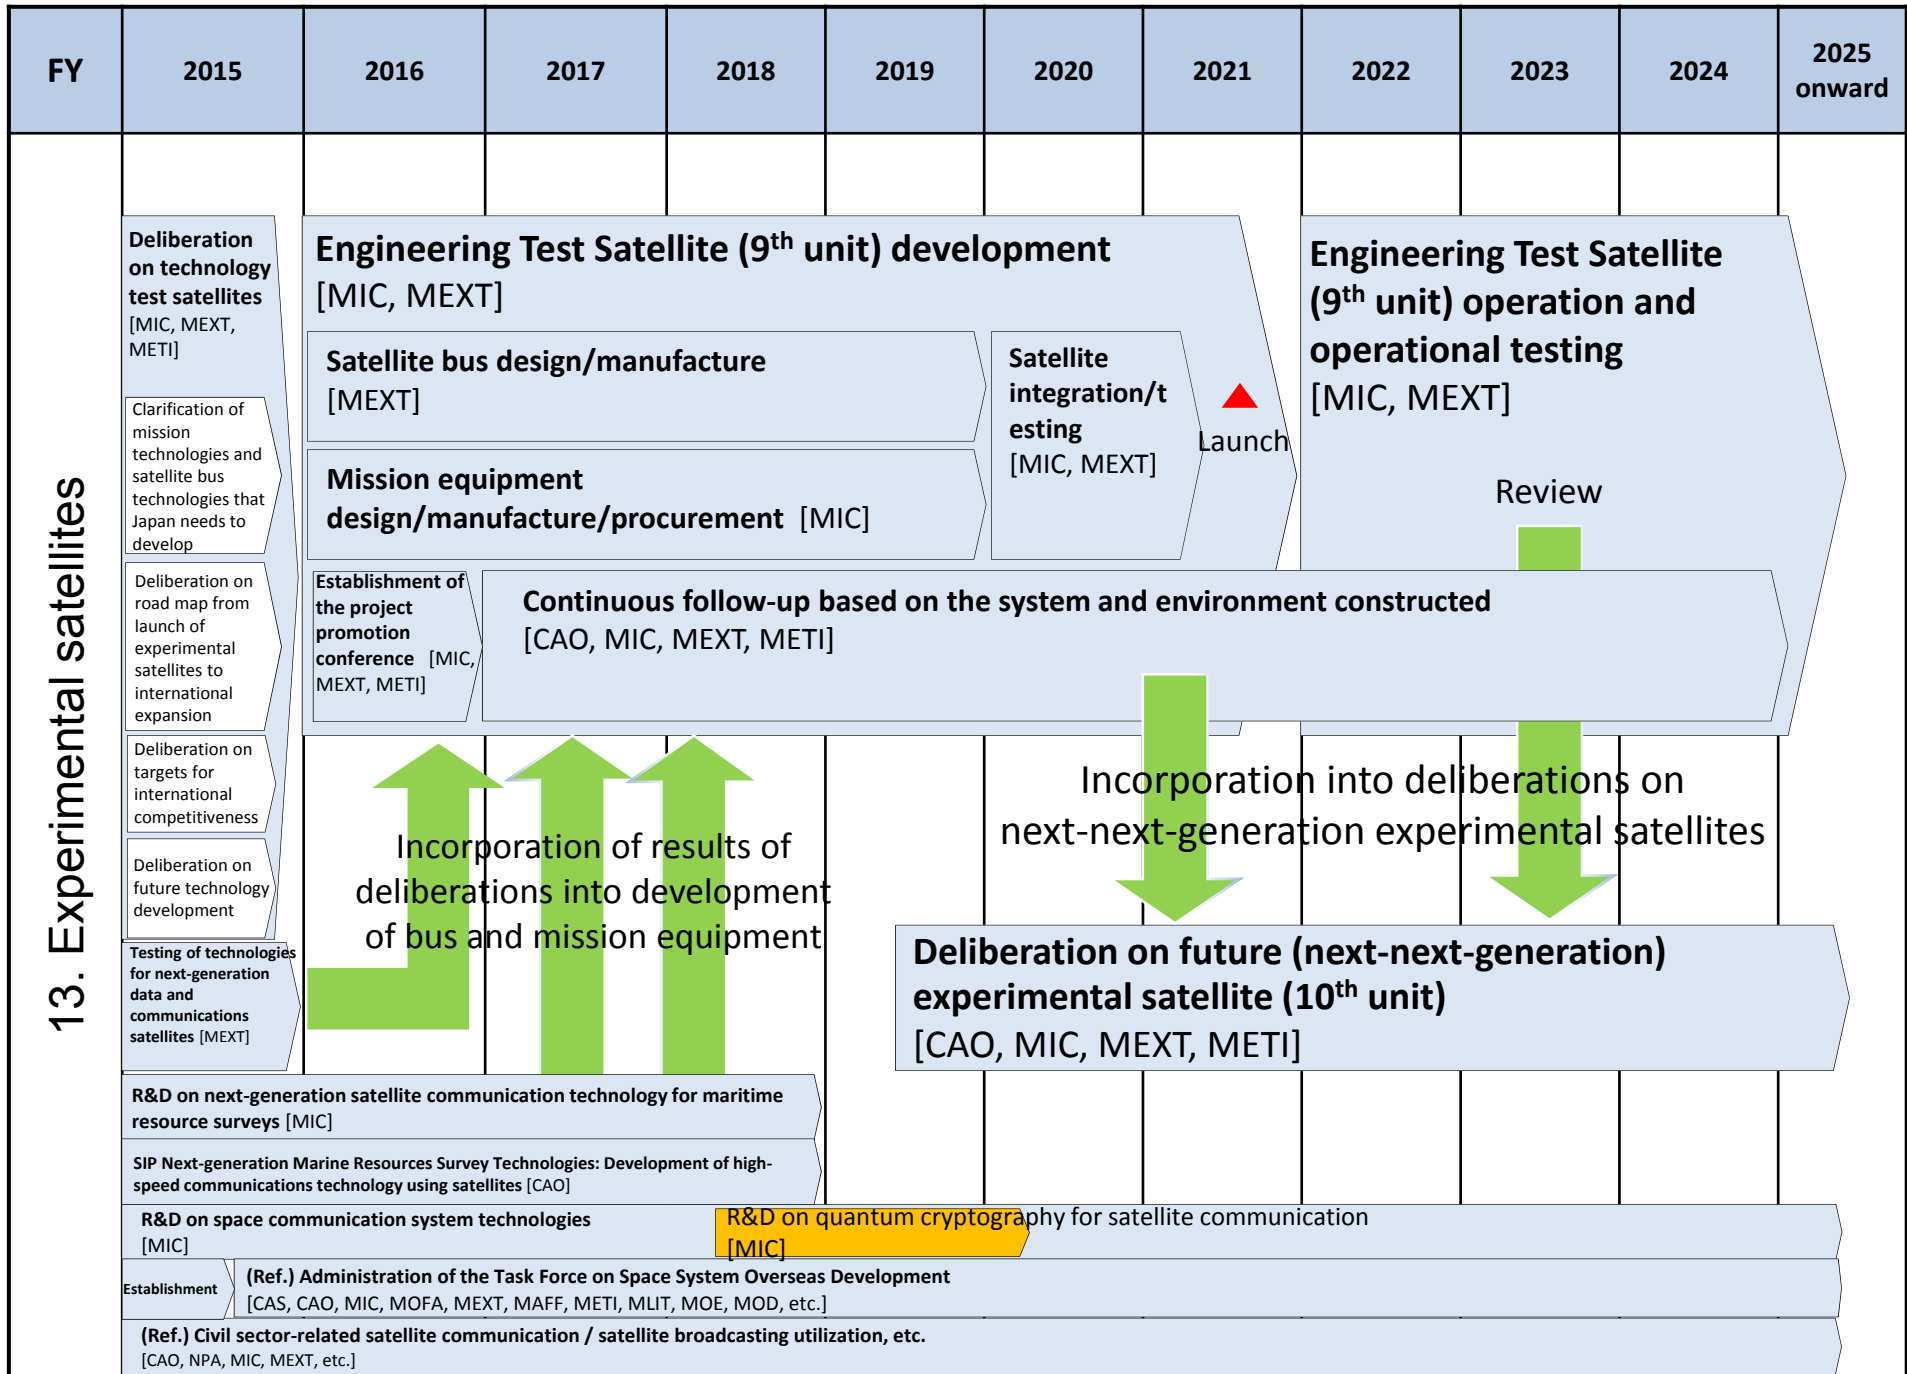 FY
2015
2016
2017
2018
2019
2020
2021
2022
2023
2024
2025
onward
13. Experimental satellites
Deliberation
on technology
test satellites
[MIC, MEXT,
METI]
Clarification of
mission
technologies and
satellite bus
technologies that
Japan needs to
develop
Deliberation on
road map from
launch of
experimental
satellites to
international
expansion
Deliberation on
targets for
international
competitiveness
Deliberation on
future technology
development
Testing of technologies
for next-generation
data and
communications
satellites [MEXT]
Engineering Test Satellite (9th unit) development
[MIC, MEXT]
Satellite bus design/manufacture
[MEXT]
Mission equipment
design/manufacture/procurement [MIC]
Satellite
integration/t
esting
[MIC, MEXT]
Launch
Engineering Test Satellite
(9th unit) operation and
operational testing
[MIC, MEXT]
Review
Establishment of
the project
promotion
conference [MIC,
MEXT, METI]
Continuous follow-up based on the system and environment constructed
[CAO, MIC, MEXT, METI]
Incorporation of results of
deliberations into development
of bus and mission equipment
Incorporation into deliberations on
next-next-generation experimental satellites
Deliberation on future (next-next-generation)
experimental satellite (10th unit)
[CAO, MIC, MEXT, METI]
R&D on next-generation satellite communication technology for maritime
resource surveys [MIC]
SIP Next-generation Marine Resources Survey Technologies: Development of high-
speed communications technology using satellites [CAO]
R&D on space communication system technologies
[MIC]
R&D on quantum cryptography for satellite communication
[MIC]
Establishment
(Ref.) Administration of the Task Force on Space System Overseas Development
[CAS, CAO, MIC, MOFA, MEXT, MAFF, METI, MLIT, MOE, MOD, etc.]
(Ref.) Civil sector-related satellite communication / satellite broadcasting utilization, etc.
[CAO, NPA, MIC, MEXT, etc.]